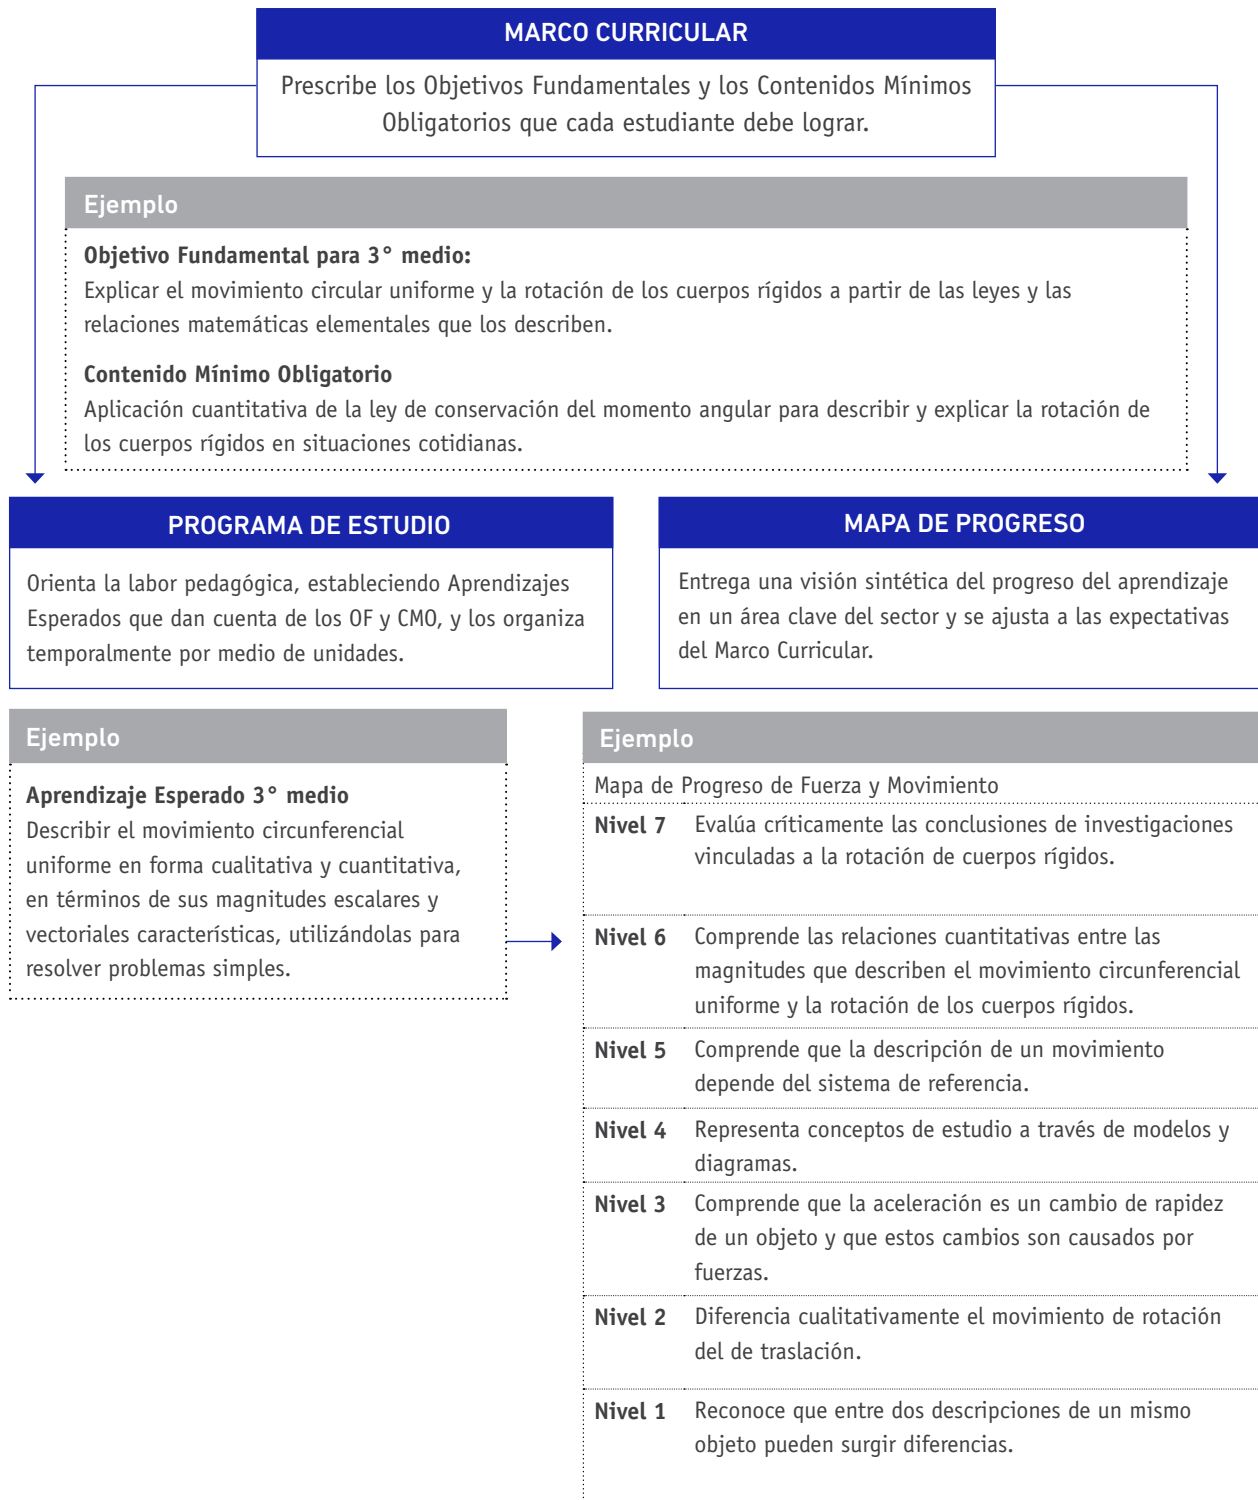 MARCO CURRICULAR
Prescribe los Objetivos Fundamentales y los Contenidos Mínimos
Obligatorios que cada estudiante debe lograr.
Ejemplo
Objetivo Fundamental para 3° medio:
Explicar el movimiento circular uniforme y la rotación de los cuerpos rígidos a partir de las leyes y las
relaciones matemáticas elementales que los describen.
Contenido Mínimo Obligatorio
Aplicación cuantitativa de la ley de conservación del momento angular para describir y explicar la rotación de
los cuerpos rígidos en situaciones cotidianas.
PROGRAMA DE ESTUDIO
Orienta la labor pedagógica, estableciendo Aprendizajes
Esperados que dan cuenta de los OF y CMO, y los organiza
temporalmente por medio de unidades.
MAPA DE PROGRESO
Entrega una visión sintética del progreso del aprendizaje
en un área clave del sector y se ajusta a las expectativas
del Marco Curricular.
Ejemplo
Aprendizaje Esperado 3° medio
Describir el movimiento circunferencial
uniforme en forma cualitativa y cuantitativa,
en términos de sus magnitudes escalares y
vectoriales características, utilizándolas para
resolver problemas simples.
Ejemplo
Mapa de Progreso de Fuerza y Movimiento
Nivel 7 Evalúa críticamente las conclusiones de investigaciones
vinculadas a la rotación de cuerpos rígidos.
Nivel 6 Comprende las relaciones cuantitativas entre las
magnitudes que describen el movimiento circunferencial
uniforme y la rotación de los cuerpos rígidos.
Nivel 5 Comprende que la descripción de un movimiento
depende del sistema de referencia.
Nivel 4 Representa conceptos de estudio a través de modelos y
diagramas.
Nivel 3 Comprende que la aceleración es un cambio de rapidez
de un objeto y que estos cambios son causados por
fuerzas.
Nivel 2 Diferencia cualitativamente el movimiento de rotación
del de traslación.
Nivel 1 Reconoce que entre dos descripciones de un mismo
objeto pueden surgir diferencias.